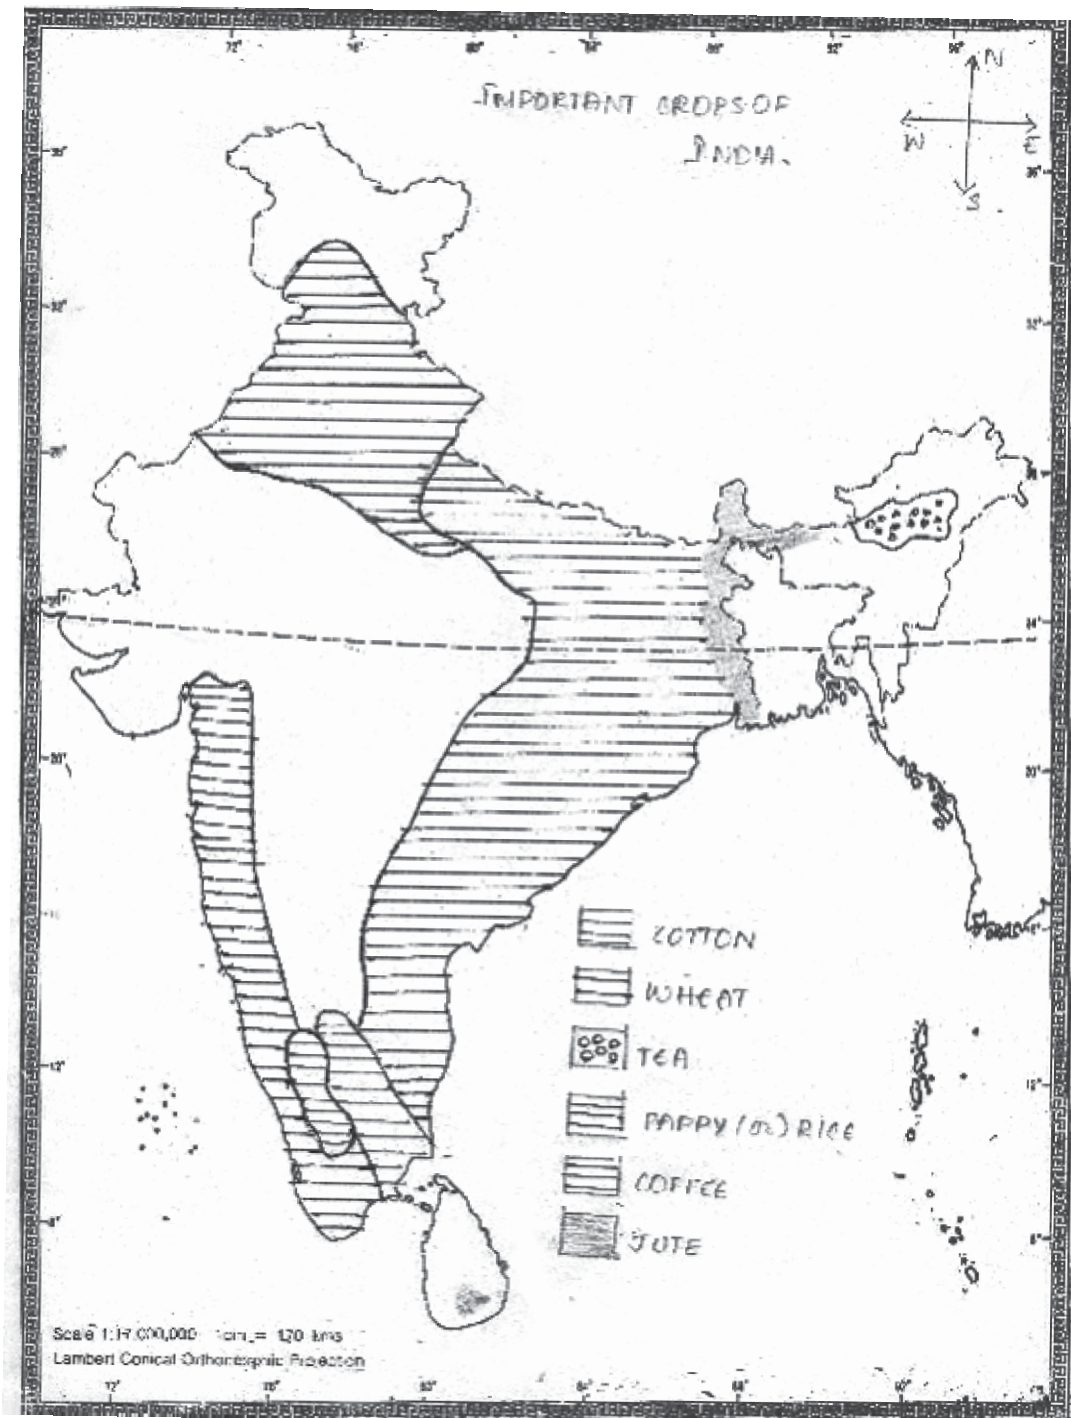 IMPORTANT CROPS OF
INDIA.
N
W
E
S
COTTON
WHEAT
TEA
PAPPY (OR) RICE
COFFEE
JUTE
Scale 1:17,000,000 1cm = 170 kms
Lambert Conical Orthomorphic Projection